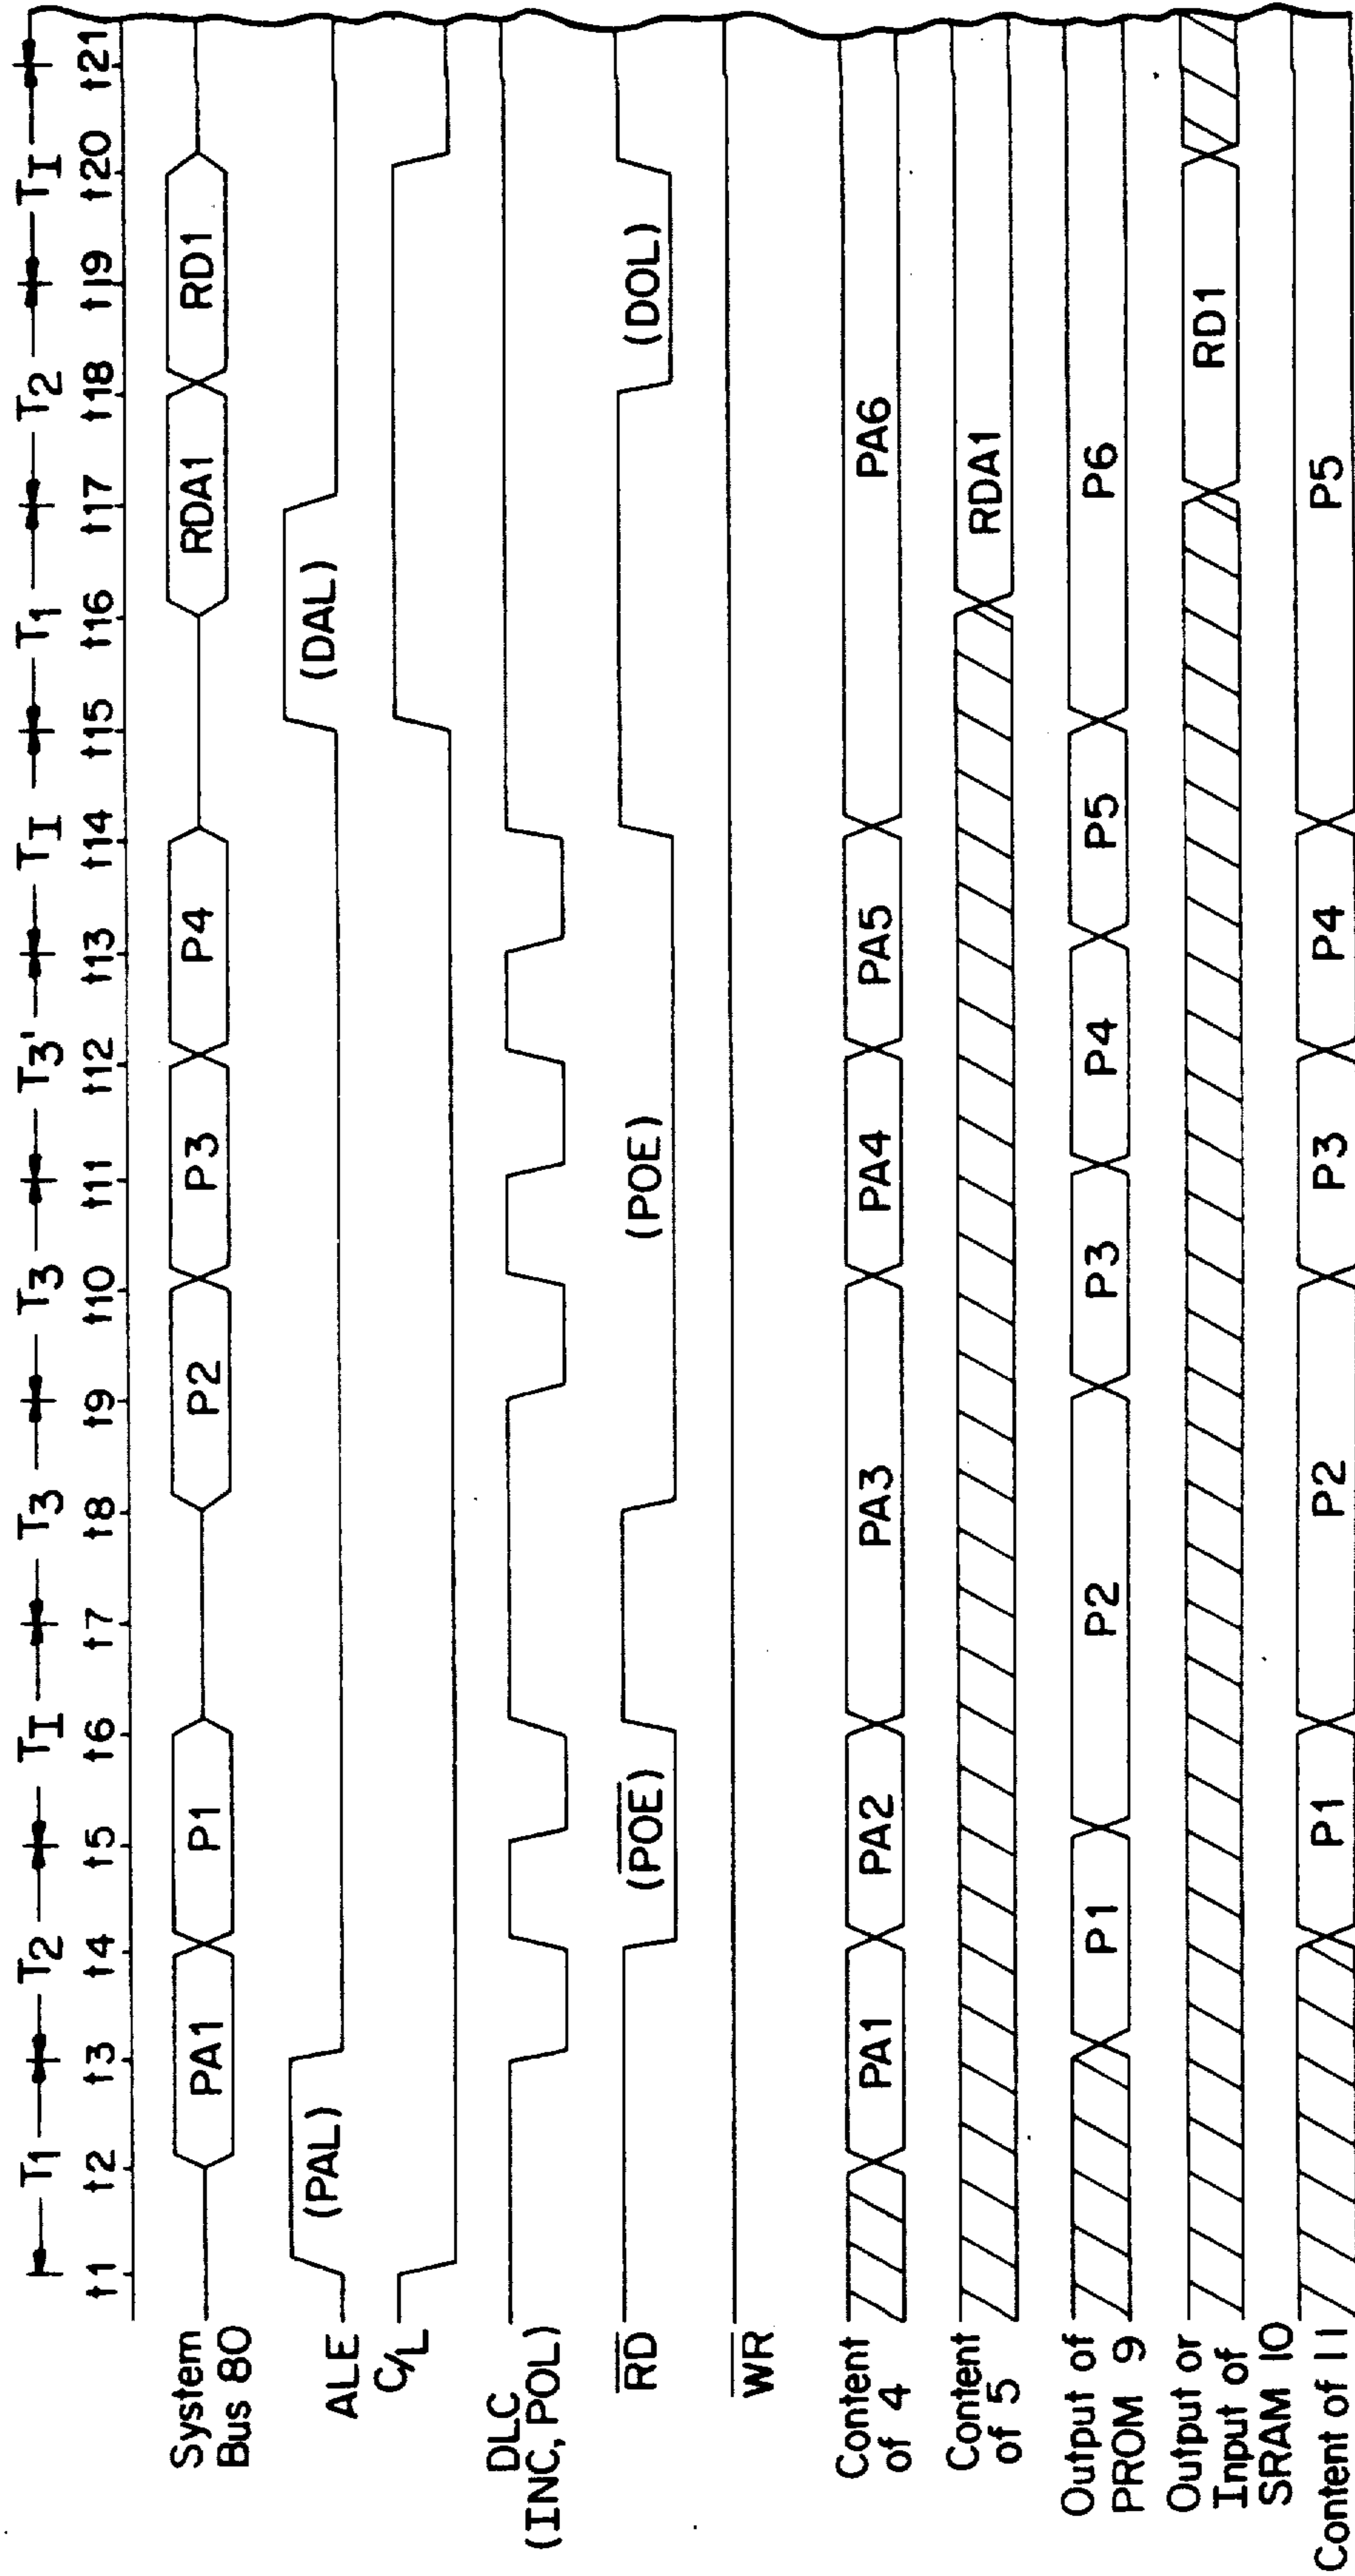 T1 T2 TI T3 T3 T3' TI T1 T2 TI
t1 t2 t3 t4 t5 t6 t7 t8 t9 t10 t11 t12 t13 t14 t15 t16 t17 t18 t19 t20 t21
System
Bus 80
PA1 P1 P2 P3 P4 RDA1 RD1
ALE
(PAL) (DAL)
C/L
DLC
(INC, POL)
RD
(POE) (POE) (DOL)
WR
Content
of 4
PA1 PA2 PA3 PA4 PA5 PA6
Content
of 5
RDA1
Output of
PROM 9
P1 P2 P3 P4 P5 P6
Output or
Input of
SRAM 10
RD1
Content of 11
P1 P2 P3 P4 P5